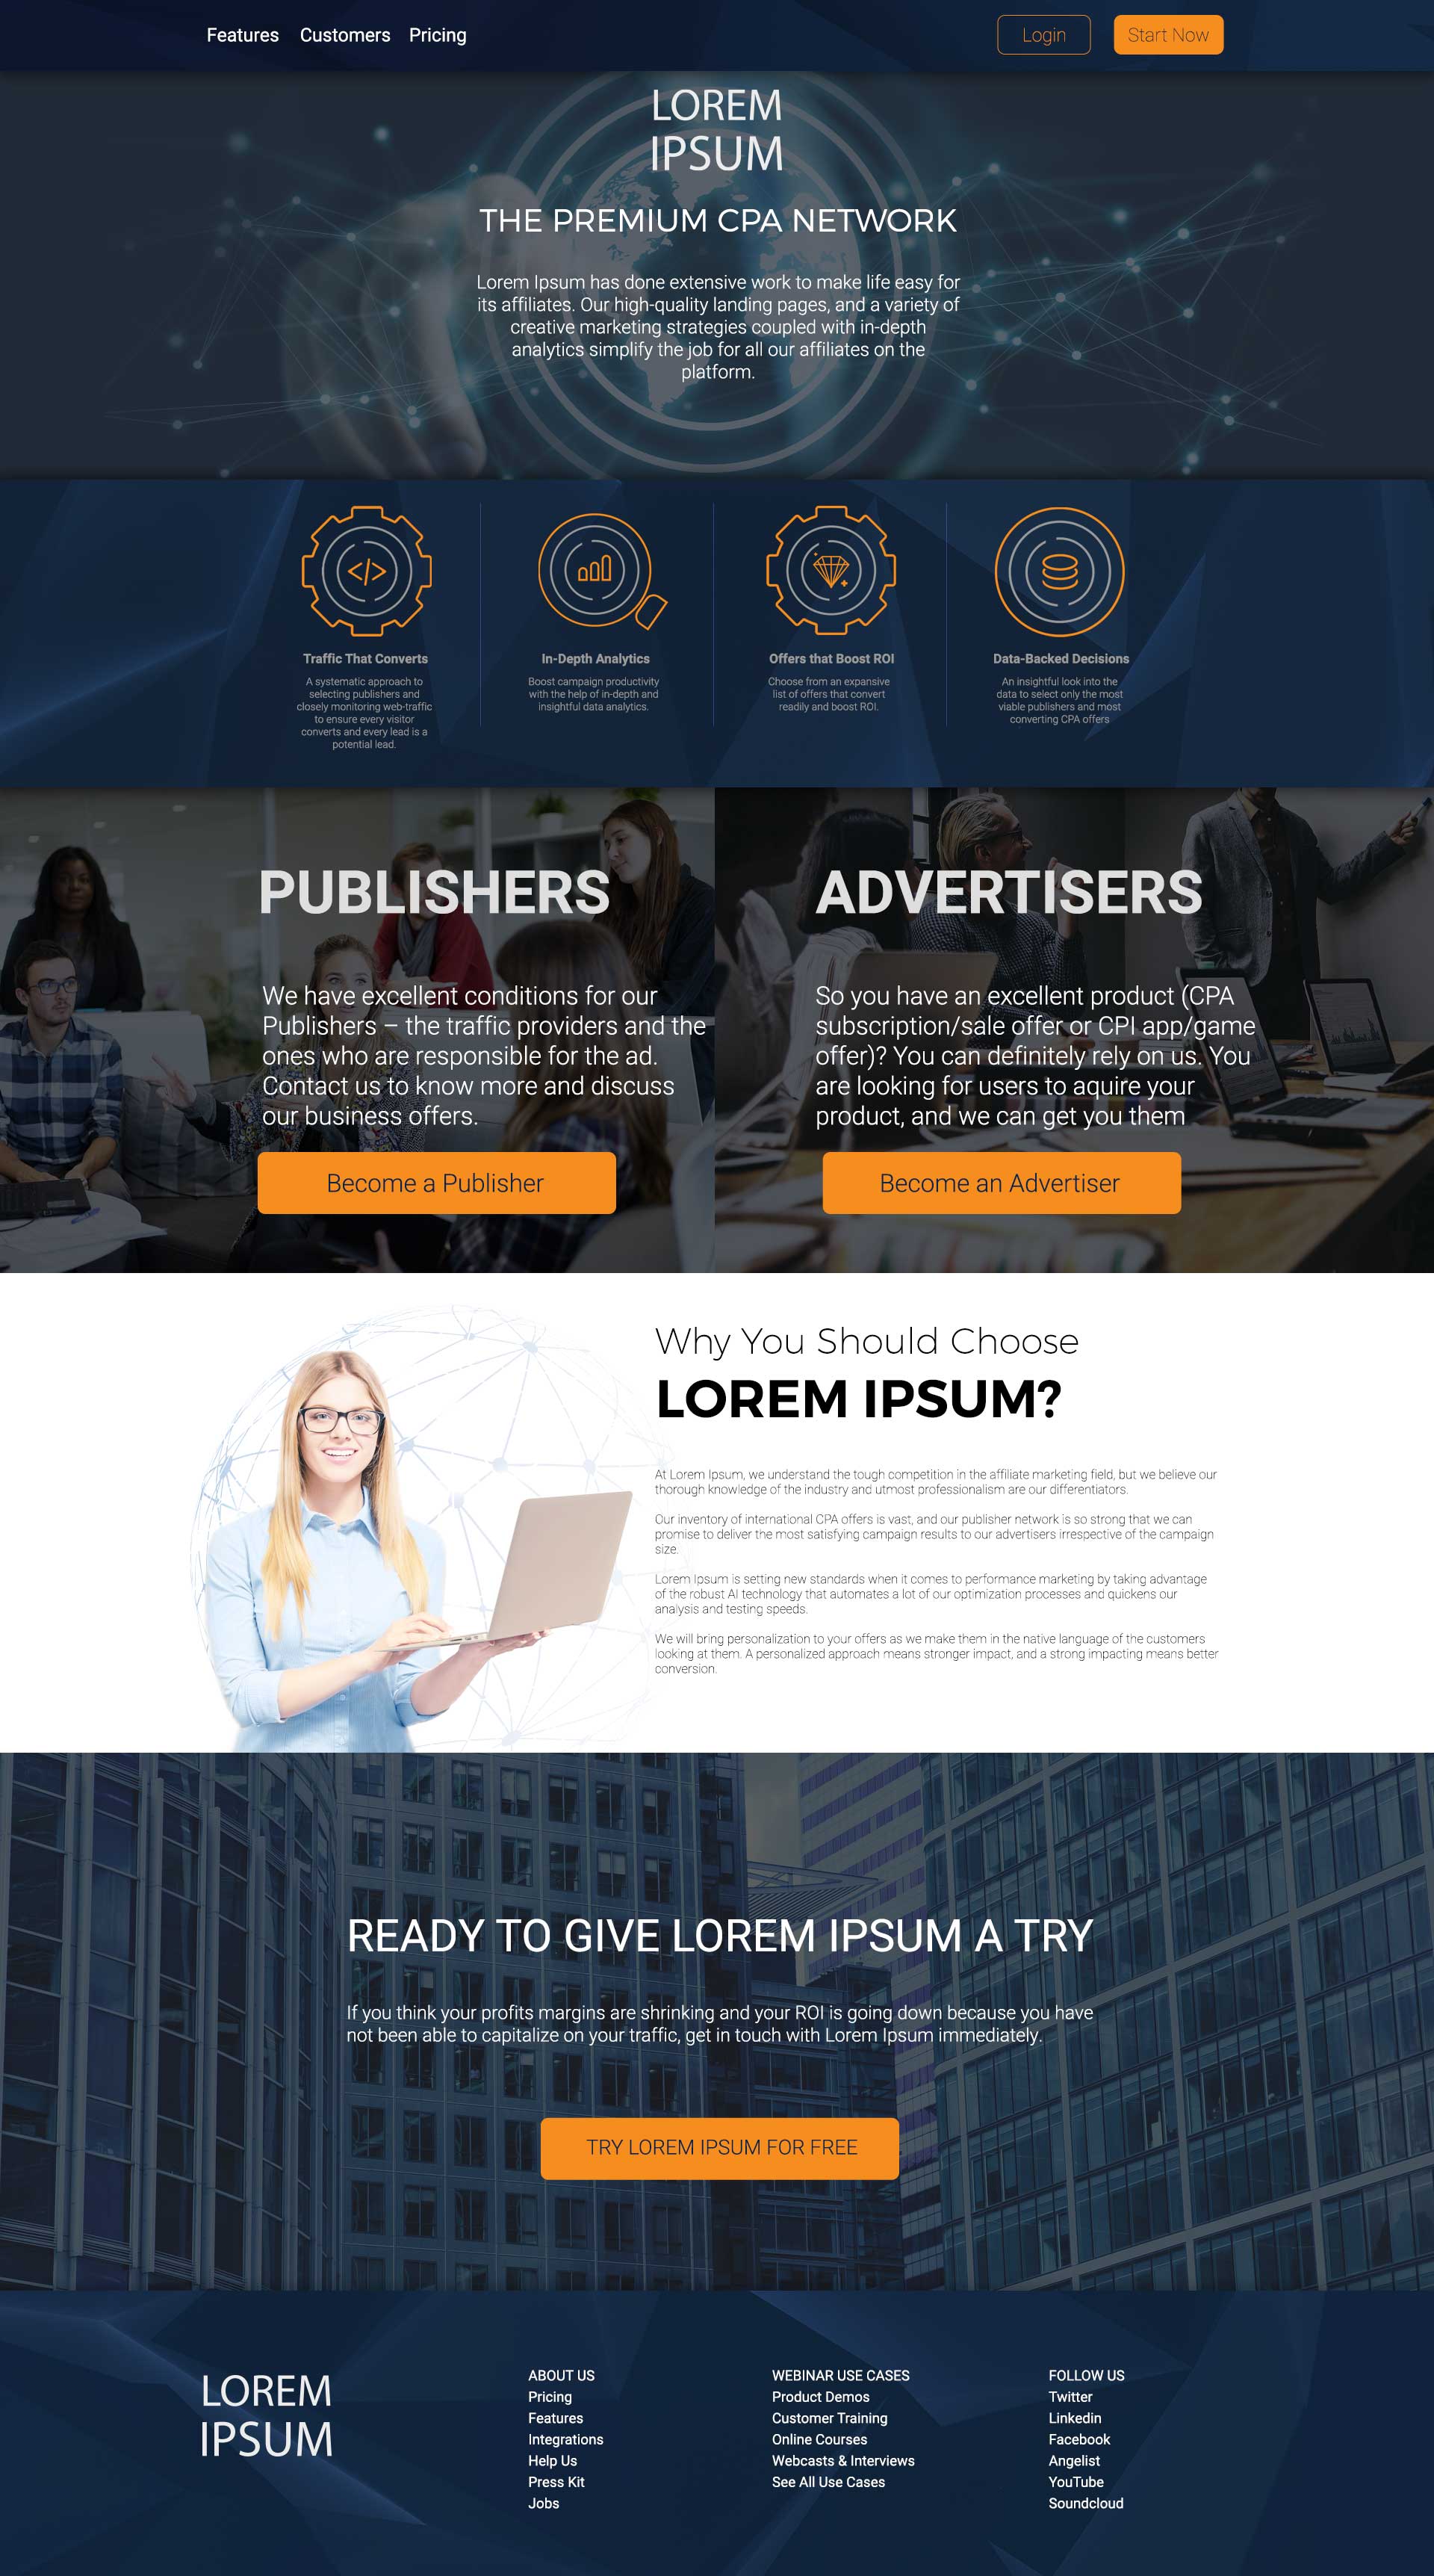 Features Customers Pricing Login Start Now
LOREM
IPSUM
THE PREMIUM CPA NETWORK
Lorem Ipsum has done extensive work to make life easy for
its affiliates. Our high-quality landing pages, and a variety of
creative marketing strategies coupled with in-depth
analytics simplify the job for all our affiliates on the
platform.
Traffic That Converts
A systematic approach to
selecting publishers and
closely monitoring web-traffic
to ensure every visitor
converts and every lead is a
potential lead.
In-Depth Analytics
Boost campaign productivity
with the help of in-depth and
insightful data analytics.
Offers that Boost ROI
Choose from an expansive
list of offers that convert
readily and boost ROI.
Data-Backed Decisions
An insightful look into the
data to select only the most
viable publishers and most
converting CPA offers
PUBLISHERS
We have excellent conditions for our
Publishers – the traffic providers and the
ones who are responsible for the ad.
Contact us to know more and discuss
our business offers.
Become a Publisher
ADVERTISERS
So you have an excellent product (CPA
subscription/sale offer or CPI app/game
offer)? You can definitely rely on us. You
are looking for users to aquire your
product, and we can get you them
Become an Advertiser
Why You Should Choose
LOREM IPSUM?
At Lorem Ipsum, we understand the tough competition in the affiliate marketing field, but we believe our
thorough knowledge of the industry and utmost professionalism are our differentiators.
Our inventory of international CPA offers is vast, and our publisher network is so strong that we can
promise to deliver the most satisfying campaign results to our advertisers irrespective of the campaign
size.
Lorem Ipsum is setting new standards when it comes to performance marketing by taking advantage
of the robust AI technology that automates a lot of our optimization processes and quickens our
analysis and testing speeds.
We will bring personalization to your offers as we make them in the native language of the customers
looking at them. A personalized approach means stronger impact, and a strong impacting means better
conversion.
READY TO GIVE LOREM IPSUM A TRY
If you think your profits margins are shrinking and your ROI is going down because you have
not been able to capitalize on your traffic, get in touch with Lorem Ipsum immediately.
TRY LOREM IPSUM FOR FREE
LOREM
IPSUM
ABOUT US
Pricing
Features
Integrations
Help Us
Press Kit
Jobs
WEBINAR USE CASES
Product Demos
Customer Training
Online Courses
Webcasts & Interviews
See All Use Cases
FOLLOW US
Twitter
Linkedin
Facebook
Angelist
YouTube
Soundcloud